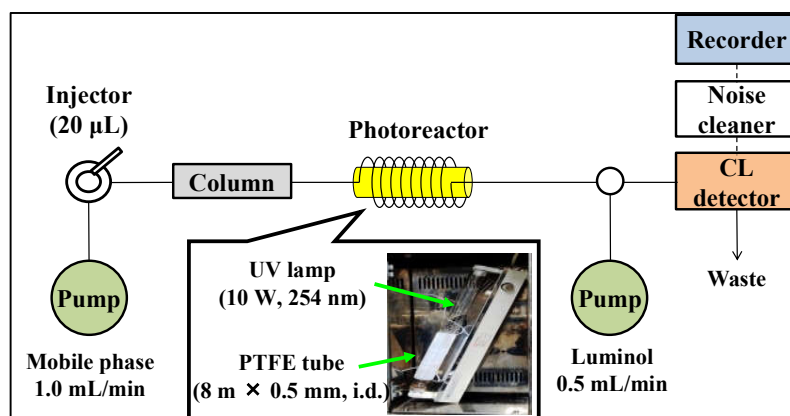 Recorder
Noise
cleaner
CL
detector
Waste
Injector
(20 μL)
Column
Photoreactor
Pump
Mobile phase
1.0 mL/min
UV lamp
(10 W, 254 nm)
PTFE tube
(8 m × 0.5 mm, i.d.)
Pump
Luminol
0.5 mL/min